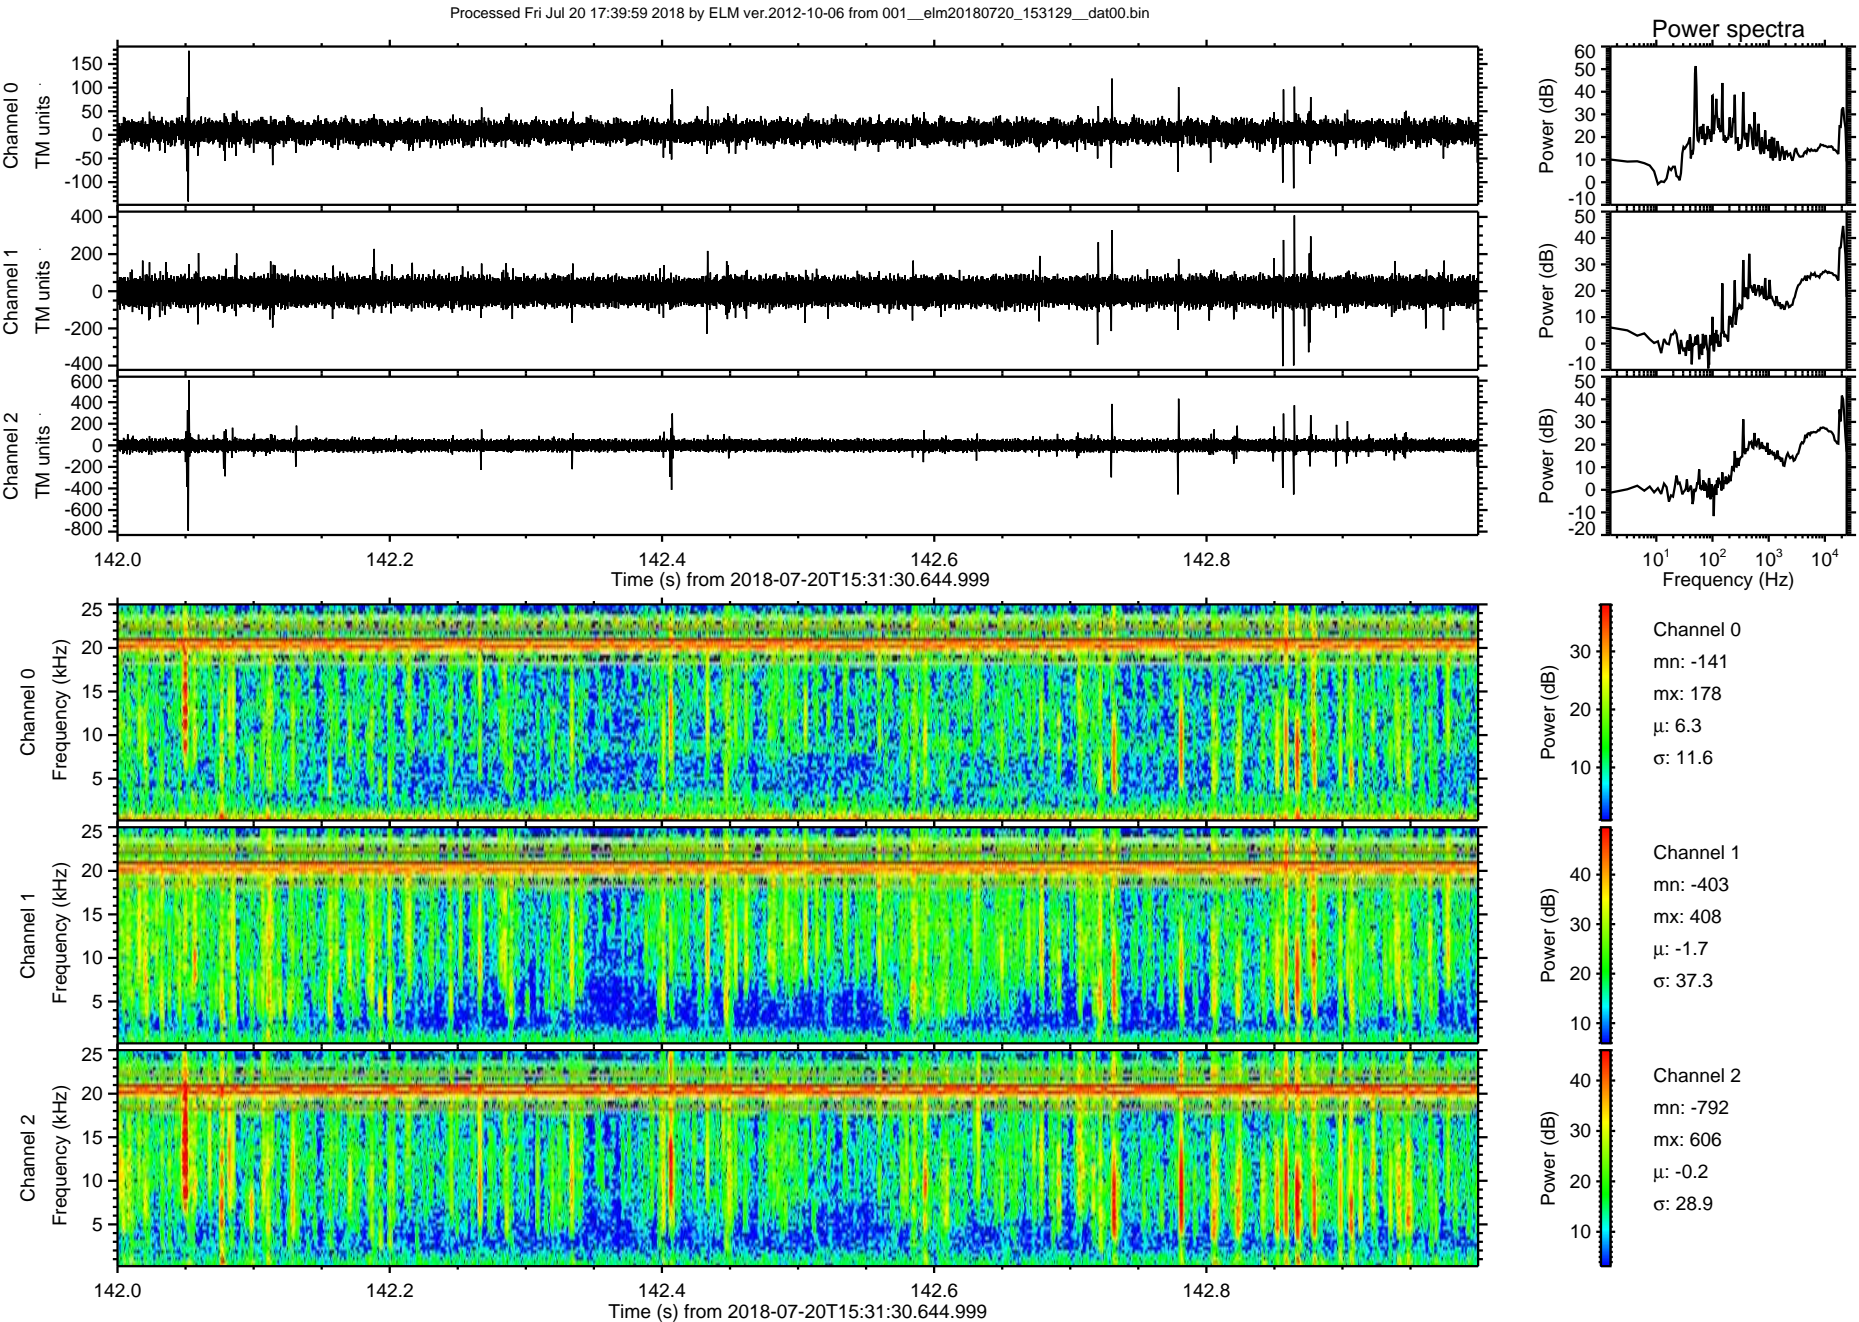 Processed Fri Jul 20 17:39:59 2018 by ELM ver.2012-10-06 from 001__elm20180720_153129__dat00.bin
Power spectra
Channel 0
TM units
150
100
50
0
-50
-100
Power (dB)
60
50
40
30
20
10
0
-10
Channel 1
TM units
400
200
0
-200
-400
Power (dB)
50
40
30
20
10
0
-10
Channel 2
TM units
600
400
200
0
-200
-400
-600
-800
Power (dB)
50
40
30
20
10
0
-10
-20
142.0 142.2 142.4 142.6 142.8
Time (s) from 2018-07-20T15:31:30.644.999
10¹ 10² 10³ 10⁴
Frequency (Hz)
Channel 0
Frequency (kHz)
25
20
15
10
5
Power (dB)
30
20
10
Channel 0
mn: -141
mx: 178
μ: 6.3
σ: 11.6
Channel 1
Frequency (kHz)
25
20
15
10
5
Power (dB)
40
30
20
10
Channel 1
mn: -403
mx: 408
μ: -1.7
σ: 37.3
Channel 2
Frequency (kHz)
25
20
15
10
5
Power (dB)
40
30
20
10
Channel 2
mn: -792
mx: 606
μ: -0.2
σ: 28.9
142.0 142.2 142.4 142.6 142.8
Time (s) from 2018-07-20T15:31:30.644.999